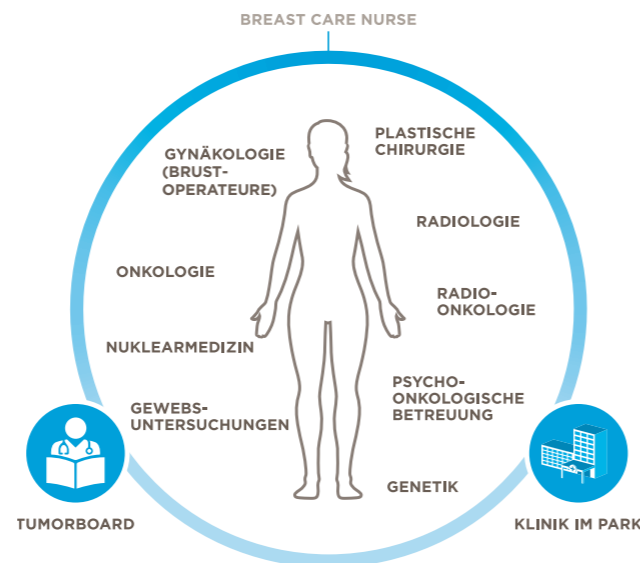 BREAST CARE NURSE
PLASTISCHE
CHIRURGIE
GYNÄKOLOGIE
(BRUST-
OPERATEURE)
RADIOLOGIE
ONKOLOGIE
RADIO-
ONKOLOGIE
NUKLEARMEDIZIN
PSYCHO-
ONKOLOGISCHE
BETREUUNG
GEWEBS-
UNTERSUCHUNGEN
GENETIK
TUMORBOARD
KLINIK IM PARK